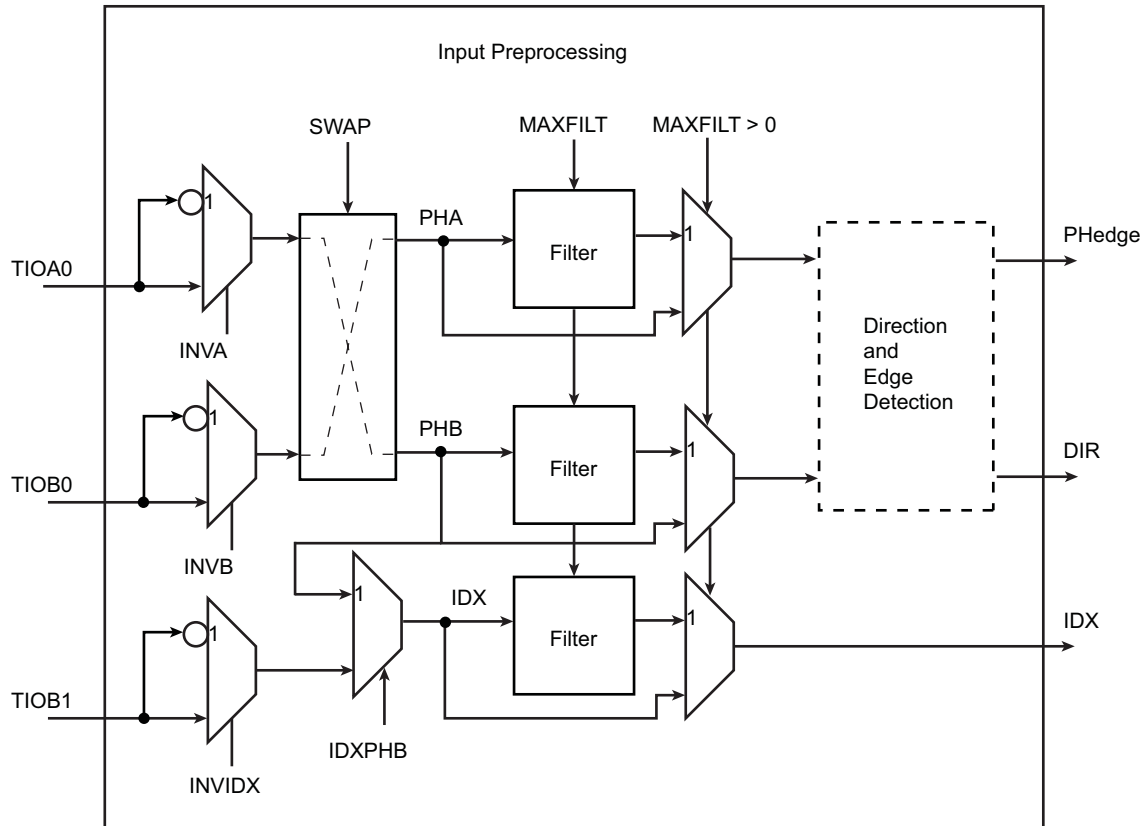 Input Preprocessing
SWAP
MAXFILT
MAXFILT > 0
1
PHA
1
Filter
PHedge
TIOA0
INVA
Direction
and
Edge
Detection
1
PHB
1
Filter
DIR
TIOB0
INVB
1
IDX
1
Filter
IDX
1
TIOB1
IDXPHB
INVIDX